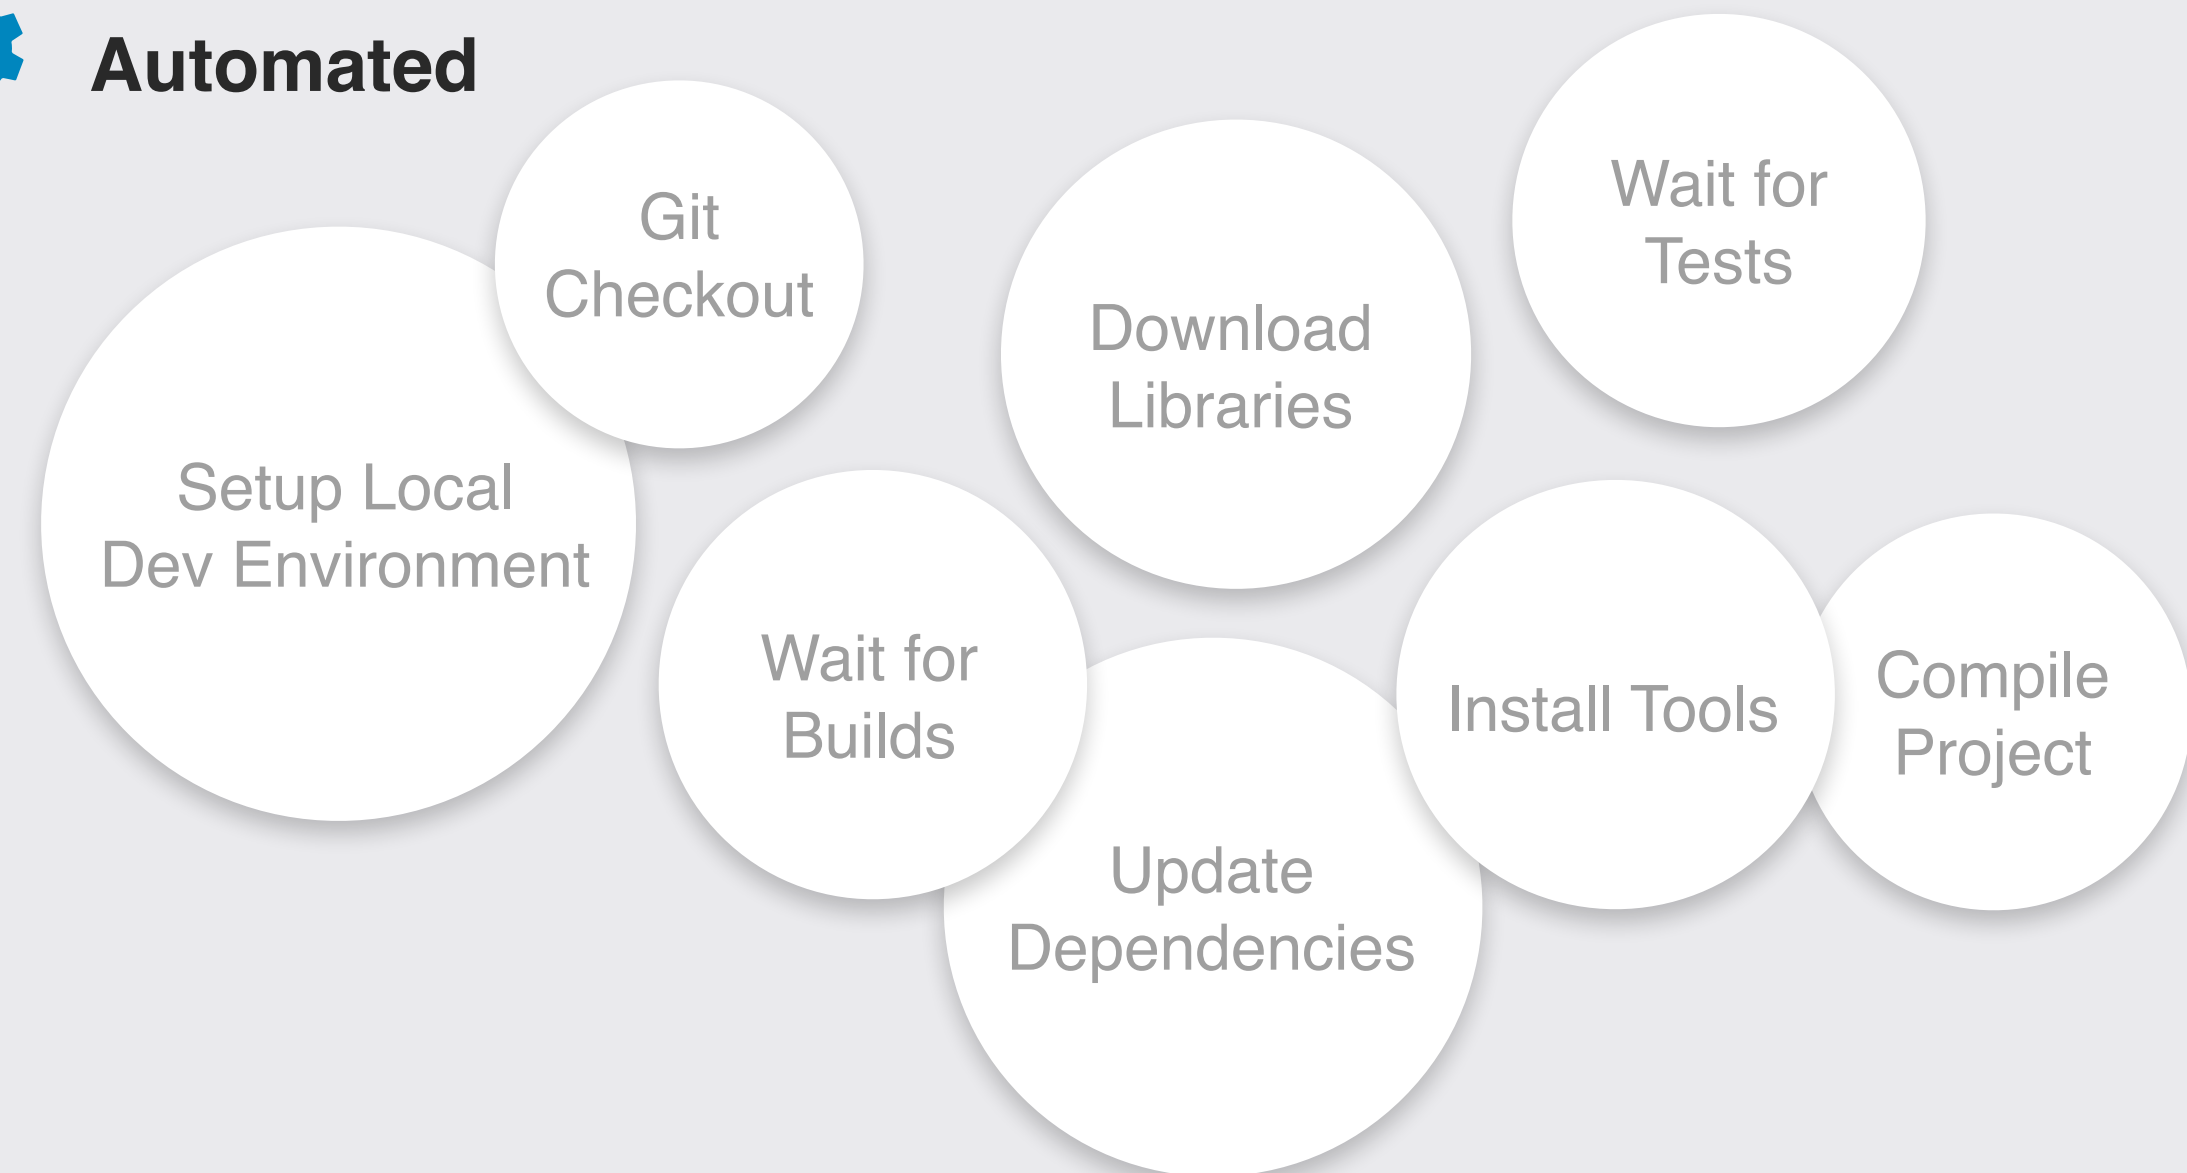 Automated
Git
Checkout
Wait for
Tests
Download
Libraries
Setup Local
Dev Environment
Wait for
Builds
Install Tools
Compile
Project
Update
Dependencies